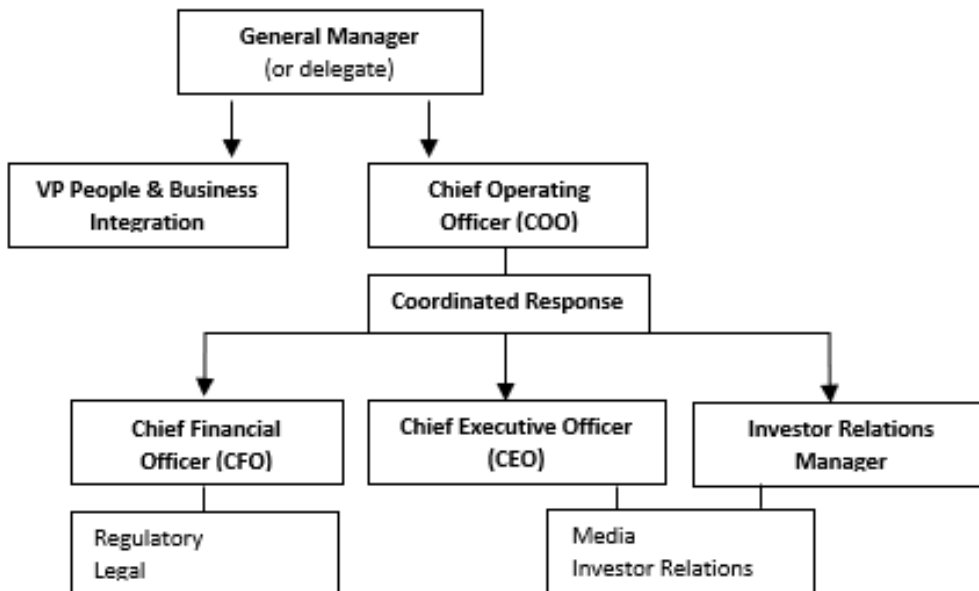 General Manager
(or delegate)
VP People & Business
Integration
Chief Operating
Officer (COO)
Coordinated Response
Chief Financial
Officer (CFO)
Chief Executive Officer
(CEO)
Investor Relations
Manager
Regulatory
Legal
Media
Investor Relations